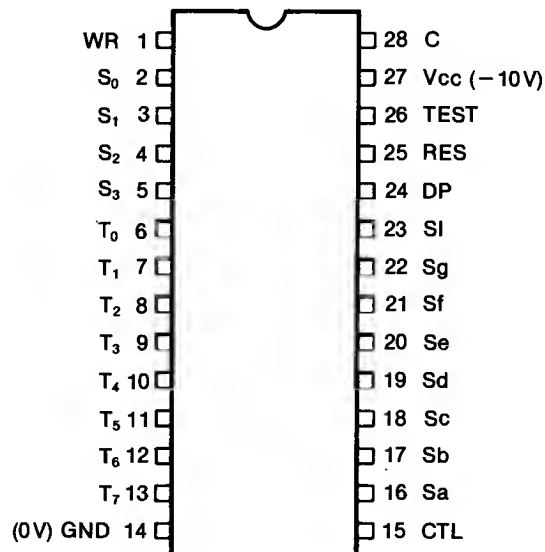 WR 1 28 C
S₀ 2 27 Vcc (−10V)
S₁ 3 26 TEST
S₂ 4 25 RES
S₃ 5 24 DP
T₀ 6 23 SI
T₁ 7 22 Sg
T₂ 8 21 Sf
T₃ 9 20 Se
T₄ 10 19 Sd
T₅ 11 18 Sc
T₆ 12 17 Sb
T₇ 13 16 Sa
(0V) GND 14 15 CTL